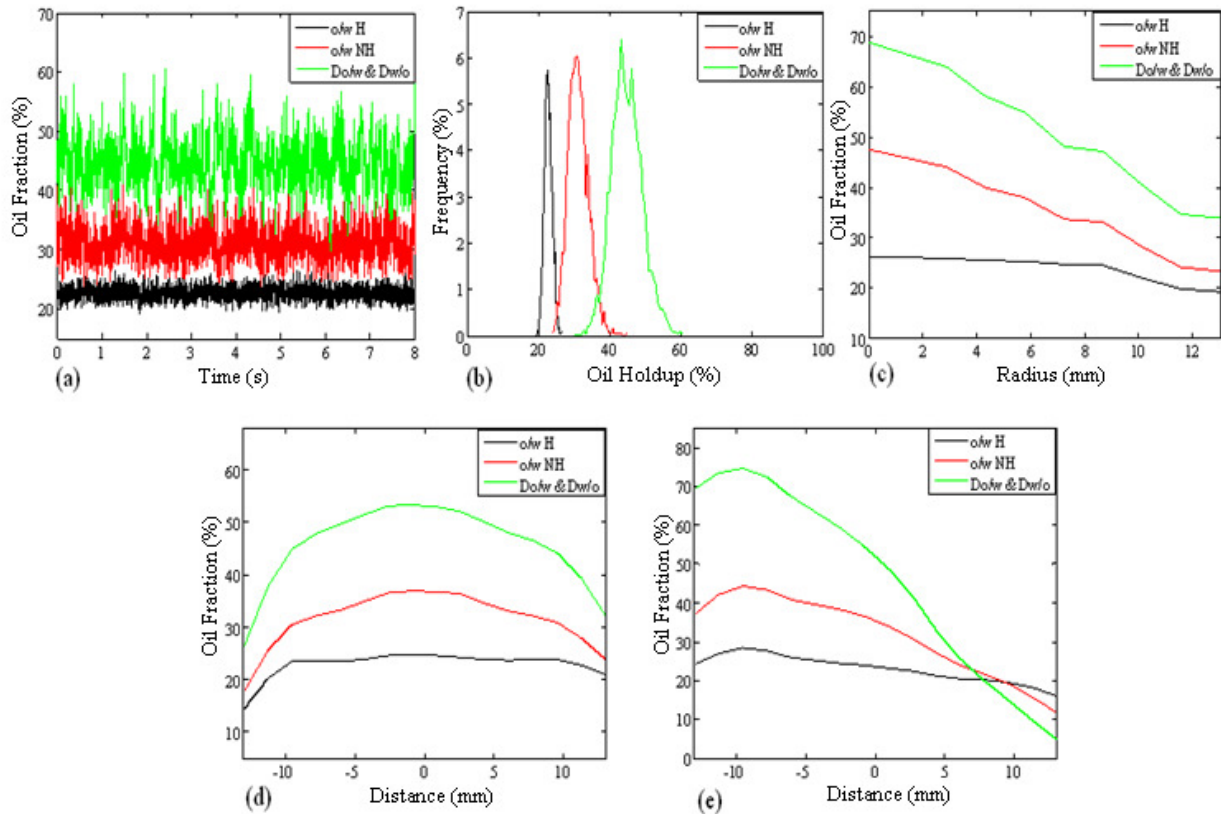 70
60
50
40
30
20
Oil Fraction (%)
o/w H
o/w NH
Do/w & Dw/o
0 1 2 3 4 5 6 7 8
Time (s)
(a)
7
6
5
4
3
2
1
0
Frequency (%)
o/w H
o/w NH
Do/w & Dw/o
0 20 40 60 80 100
Oil Holdup (%)
(b)
70
60
50
40
30
20
10
Oil Fraction (%)
o/w H
o/w NH
Do/w & Dw/o
0 2 4 6 8 10 12
Radius (mm)
(c)
60
50
40
30
20
10
Oil Fraction (%)
o/w H
o/w NH
Do/w & Dw/o
-10 -5 0 5 10
Distance (mm)
(d)
85
80
70
60
50
40
30
20
10
0
Oil Fraction (%)
o/w H
o/w NH
Do/w & Dw/o
-10 -5 0 5 10
Distance (mm)
(e)